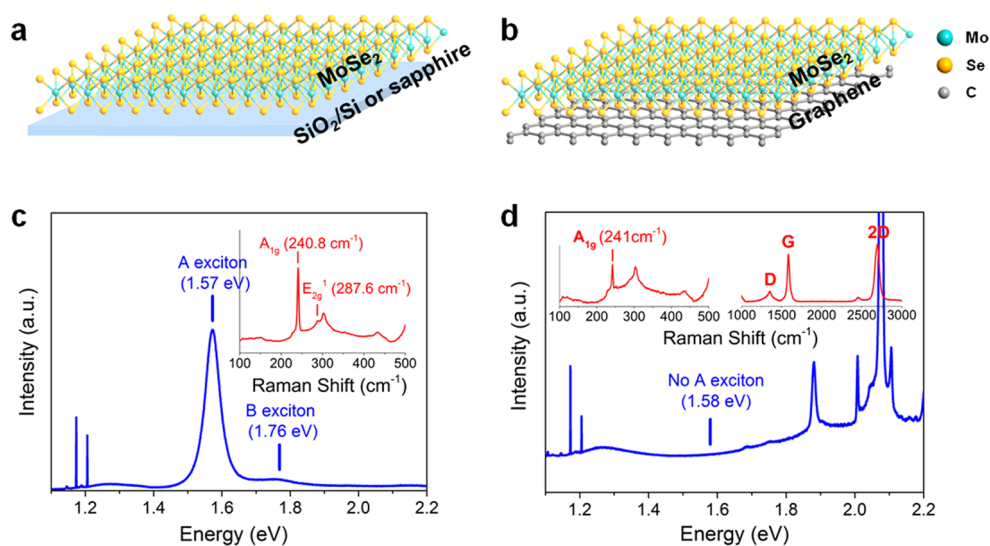 a
MoSe2
SiO2/Si or sapphire
b
MoSe2
Graphene
Mo
Se
C
c
A exciton
(1.57 eV)
B exciton
(1.76 eV)
A1g (240.8 cm-1)
E2g1 (287.6 cm-1)
100 200 300 400 500
Raman Shift (cm-1)
Intensity (a.u.)
1.2 1.4 1.6 1.8 2.0 2.2
Energy (eV)
d
A1g (241cm-1)
D
G
2D
100 200 300 400 500
1000 1500 2000 2500 3000
Raman Shift (cm-1)
No A exciton
(1.58 eV)
Intensity (a.u.)
1.2 1.4 1.6 1.8 2.0 2.2
Energy (eV)